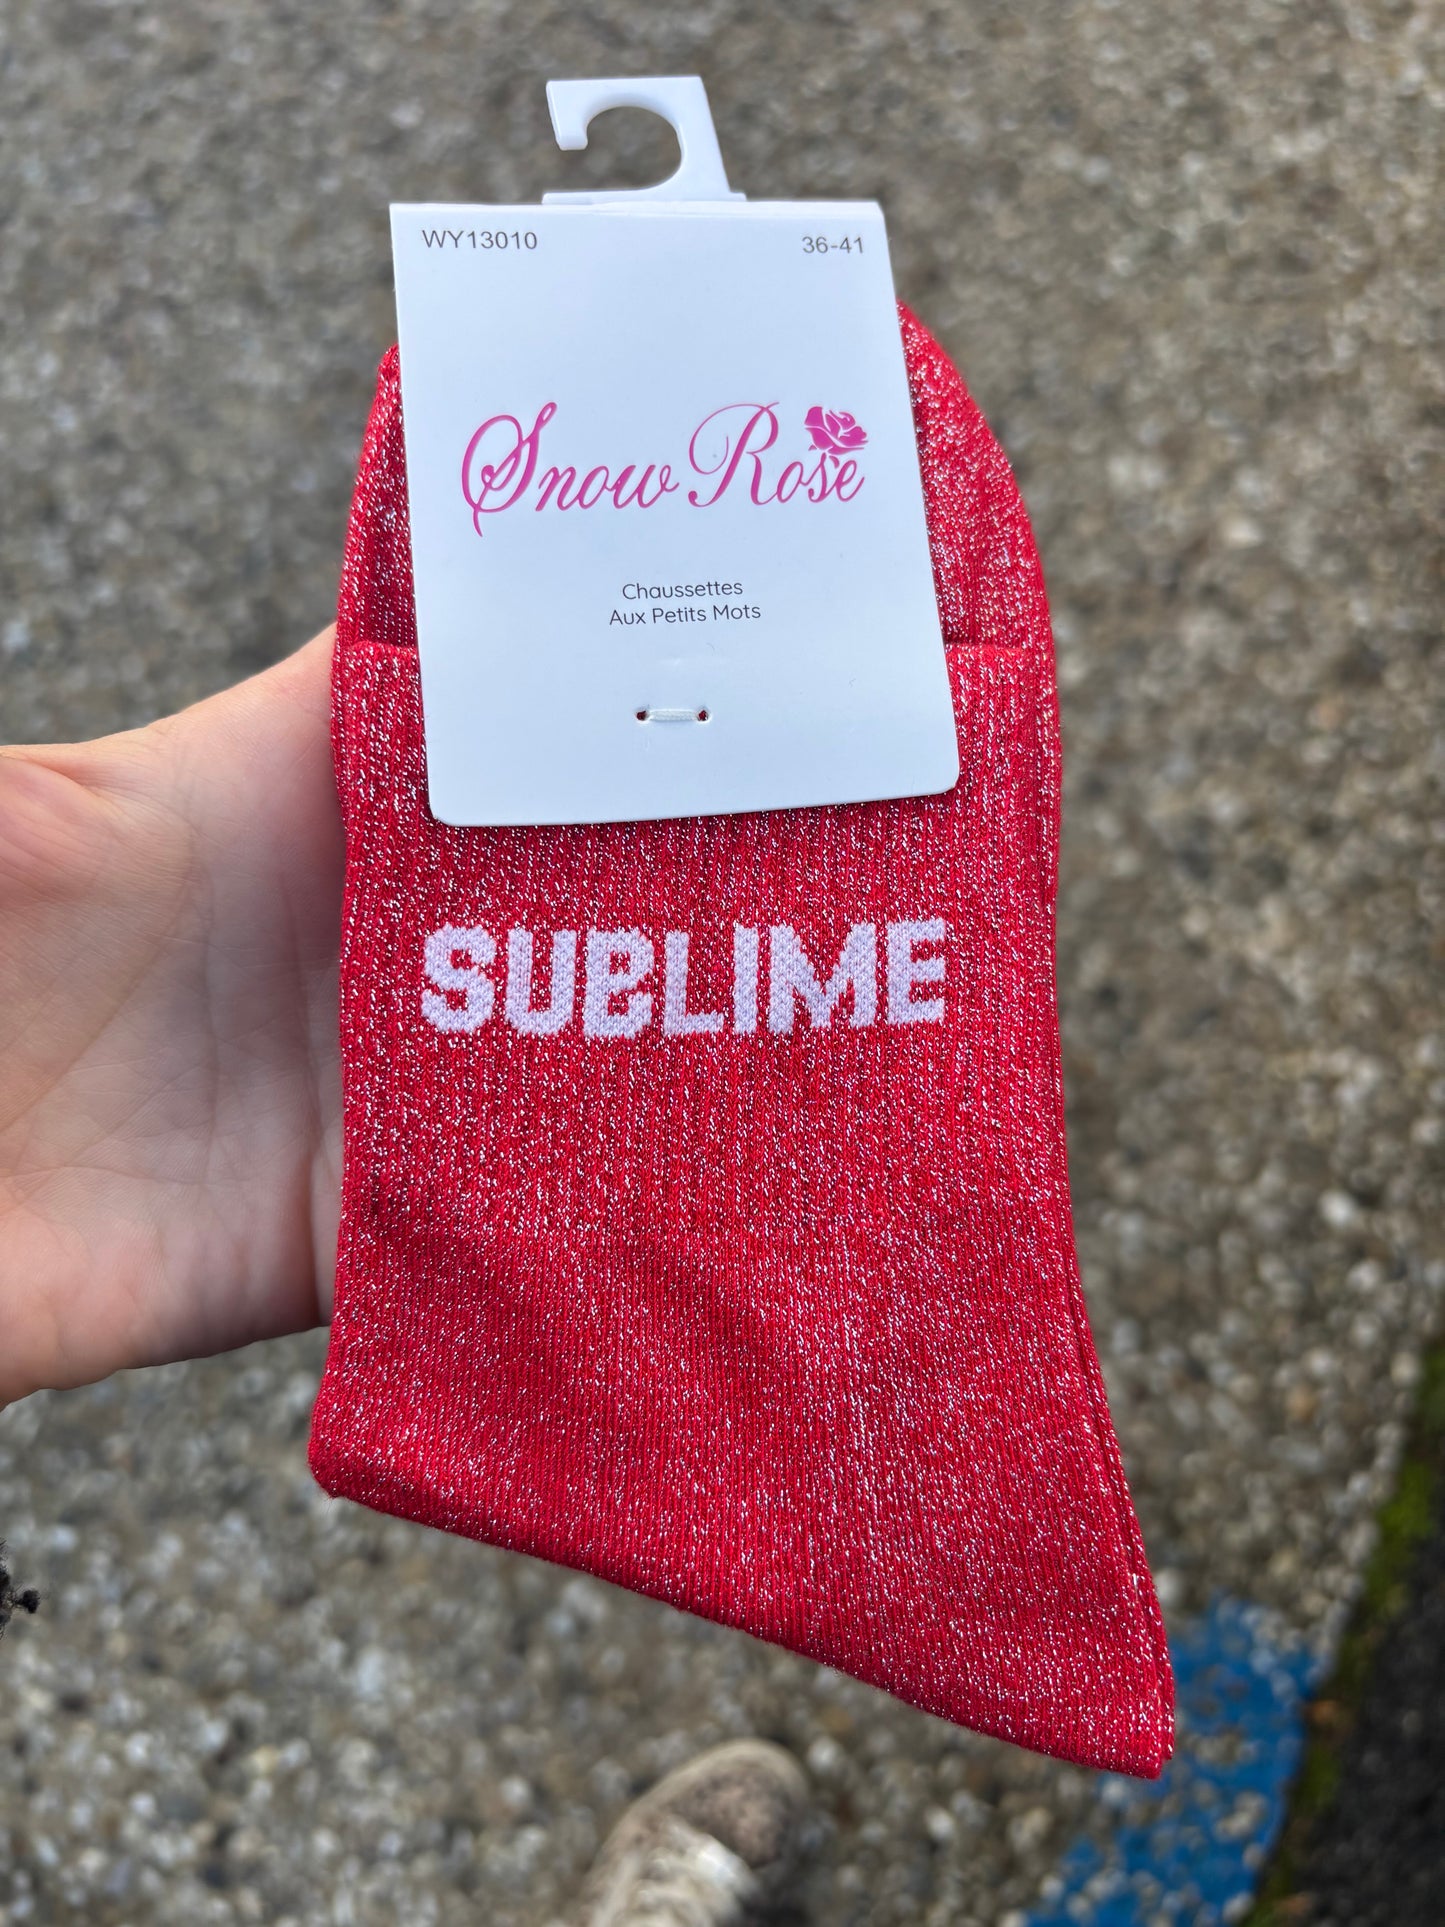 WY13010 36-41
Snow Rose
Chaussettes
Aux Petits Mots
SUBLIME